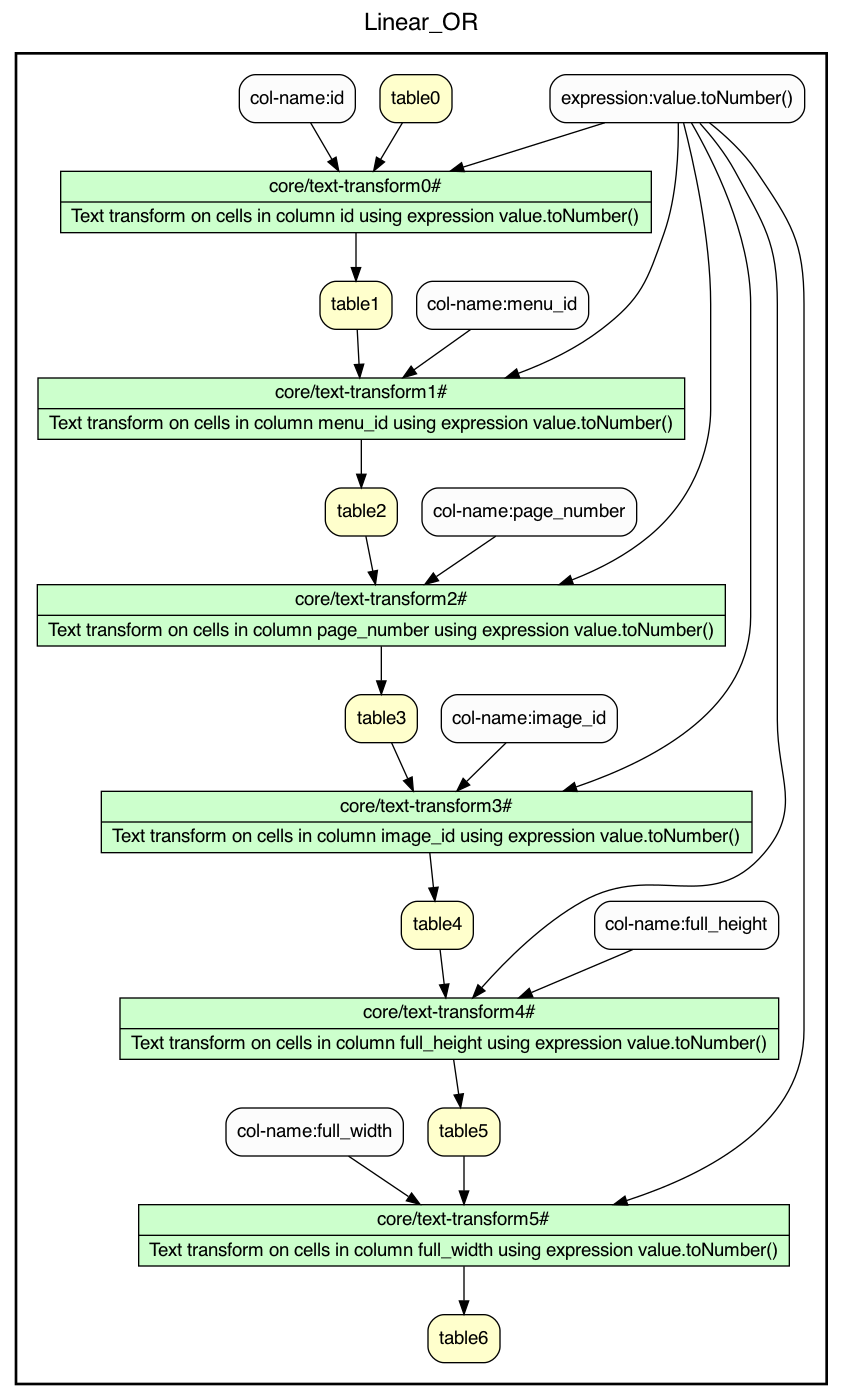 Linear_OR
col-name:id
table0
expression:value.toNumber()
core/text-transform0#
Text transform on cells in column id using expression value.toNumber()
table1
col-name:menu_id
core/text-transform1#
Text transform on cells in column menu_id using expression value.toNumber()
table2
col-name:page_number
core/text-transform2#
Text transform on cells in column page_number using expression value.toNumber()
table3
col-name:image_id
core/text-transform3#
Text transform on cells in column image_id using expression value.toNumber()
table4
col-name:full_height
core/text-transform4#
Text transform on cells in column full_height using expression value.toNumber()
col-name:full_width
table5
core/text-transform5#
Text transform on cells in column full_width using expression value.toNumber()
table6